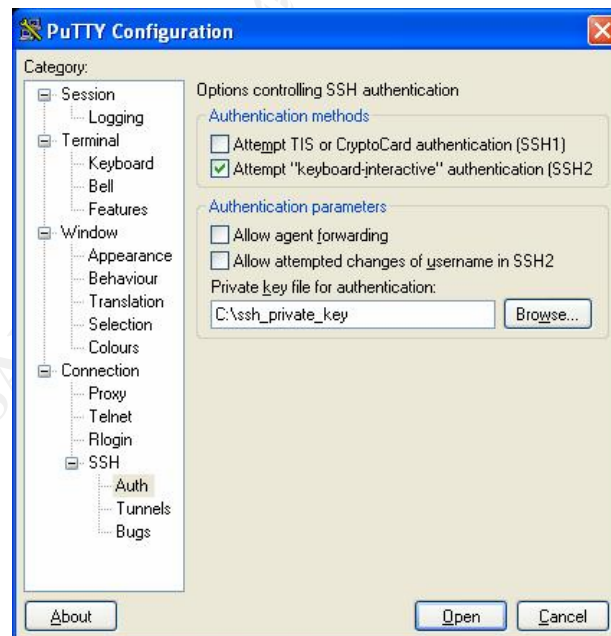 PuTTY Configuration
Category:
Session
Logging
Terminal
Keyboard
Bell
Features
Window
Appearance
Behaviour
Translation
Selection
Colours
Connection
Proxy
Telnet
Rlogin
SSH
Auth
Tunnels
Bugs
Options controlling SSH authentication
Authentication methods
Attempt TIS or CryptoCard authentication (SSH1)
Attempt "keyboard-interactive" authentication (SSH2
Authentication parameters
Allow agent forwarding
Allow attempted changes of username in SSH2
Private key file for authentication:
C:\ssh_private_key
Browse...
About
Open
Cancel